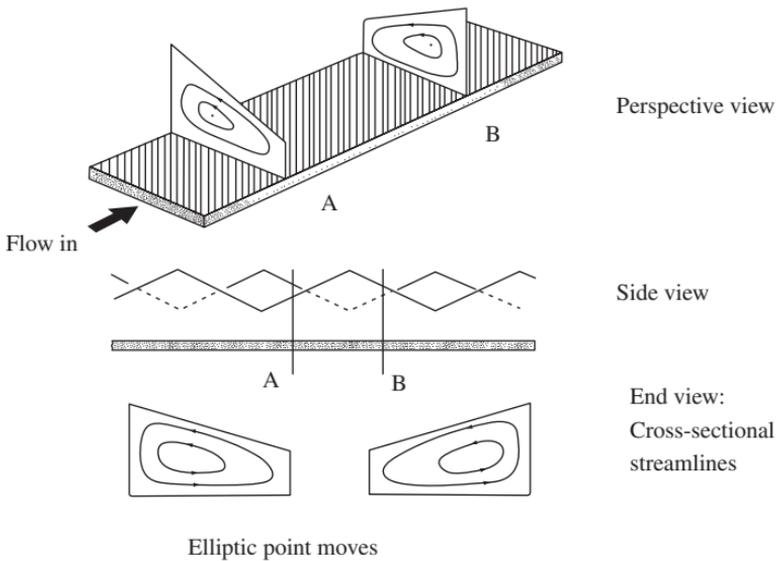 Perspective view
B
A
Flow in
Side view
A
B
End view:
Cross-sectional
streamlines
Elliptic point moves